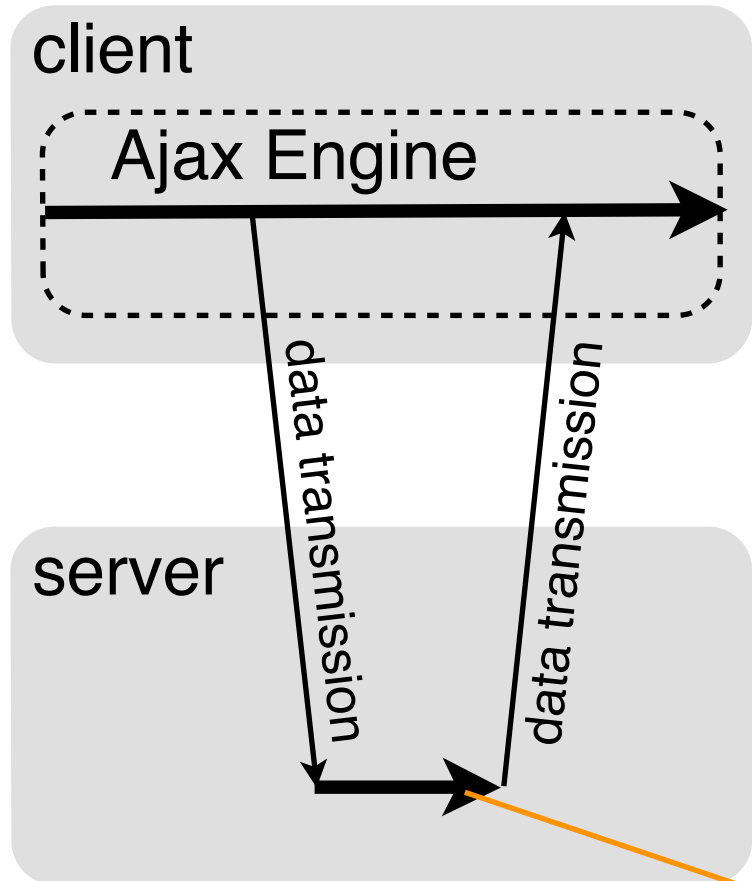 client
Ajax Engine
data transmission
data transmission
server